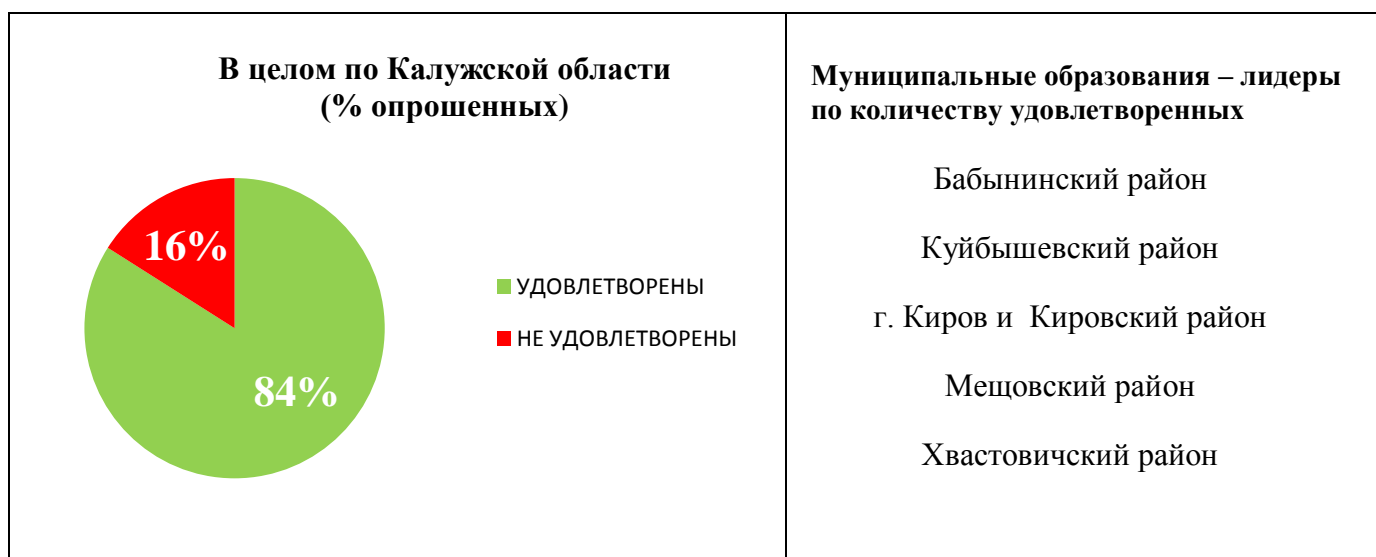 В целом по Калужской области
(% опрошенных)
16%
84%
УДОВЛЕТВОРЕНЫ
НЕ УДОВЛЕТВОРЕНЫ
Муниципальные образования – лидеры
по количеству удовлетворенных
Бабынинский район
Куйбышевский район
г. Киров и Кировский район
Мещовский район
Хвастовичский район